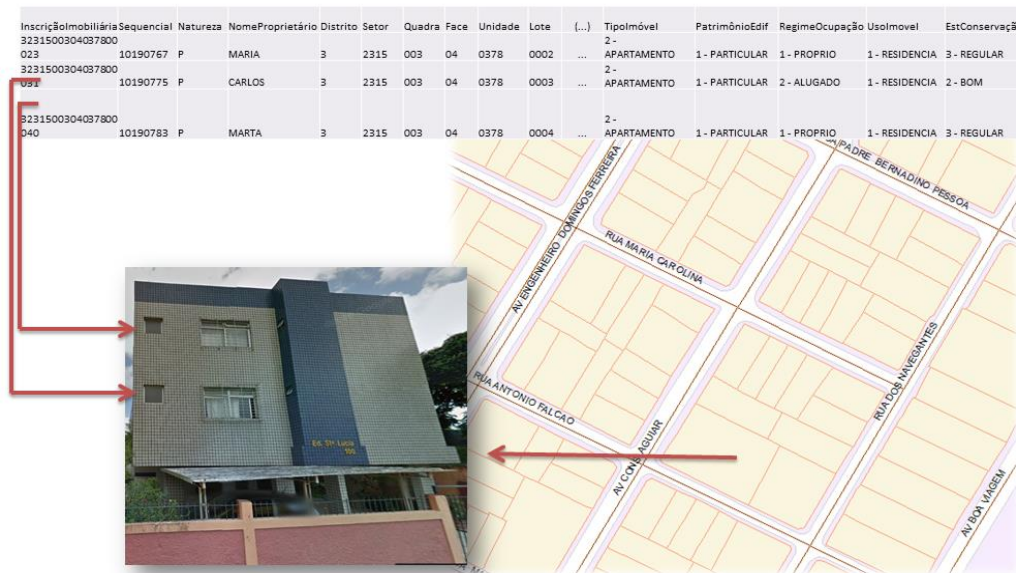 InscriçãoImobiliária Sequencial Natureza NomeProprietário Distrito Setor Quadra Face Unidade Lote (...) TipoImóvel PatrimônioEdif RegimeOcupação UsoImovel EstConservaçã
3231500304037800 2 -
023 10190767 P MARIA 3 2315 003 04 0378 0002 ... APARTAMENTO 1 - PARTICULAR 1 - PROPRIO 1 - RESIDENCIA 3 - REGULAR
3231500304037800 2 -
031 10190775 P CARLOS 3 2315 003 04 0378 0003 ... APARTAMENTO 1 - PARTICULAR 2 - ALUGADO 1 - RESIDENCIA 2 - BOM
3231500304037800 2 -
040 10190783 P MARTA 3 2315 003 04 0378 0004 ... APARTAMENTO 1 - PARTICULAR 1 - PROPRIO 1 - RESIDENCIA 3 - REGULAR
PADRE BERNADINO PESSOA
AV ENGENHEIRO DOMINGOS FERREIRA
RUA MARIA CAROLINA
RUA DOS NAVEGANTES
RUA ANTONIO FALCAO
AV CONS AGUIAR
AV BOA VIAGEM
Ed. Sta Lucia